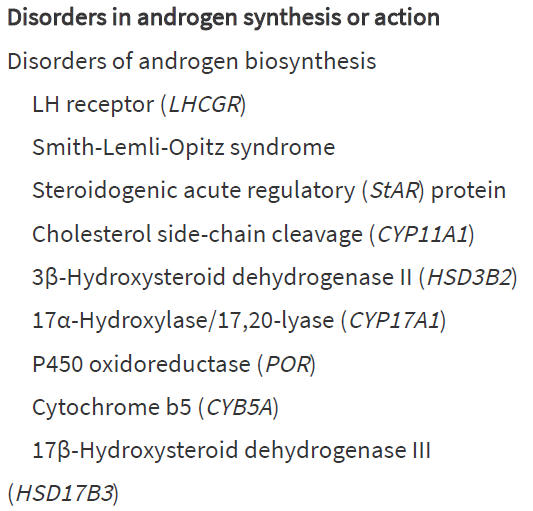 Disorders in androgen synthesis or action
Disorders of androgen biosynthesis
LH receptor (LHCGR)
Smith-Lemli-Opitz syndrome
Steroidogenic acute regulatory (StAR) protein
Cholesterol side-chain cleavage (CYP11A1)
3β-Hydroxysteroid dehydrogenase II (HSD3B2)
17α-Hydroxylase/17,20-lyase (CYP17A1)
P450 oxidoreductase (POR)
Cytochrome b5 (CYB5A)
17β-Hydroxysteroid dehydrogenase III
(HSD17B3)